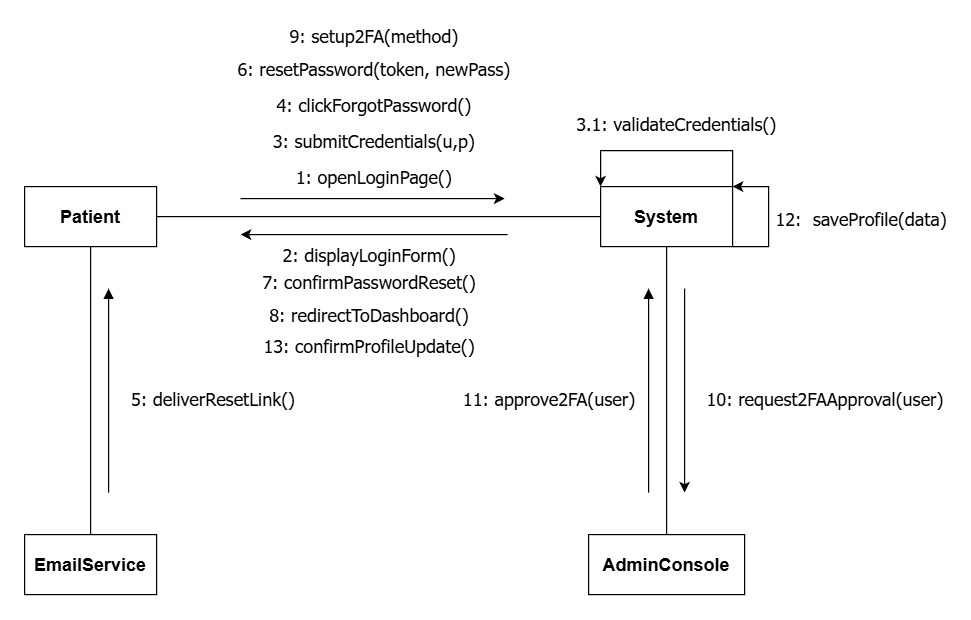 9: setup2FA(method)
6: resetPassword(token, newPass)
4: clickForgotPassword()
3: submitCredentials(u,p)
1: openLoginPage()
3.1: validateCredentials()
Patient
System
12: saveProfile(data)
2: displayLoginForm()
7: confirmPasswordReset()
8: redirectToDashboard()
13: confirmProfileUpdate()
5: deliverResetLink()
11: approve2FA(user)
10: request2FAApproval(user)
EmailService
AdminConsole